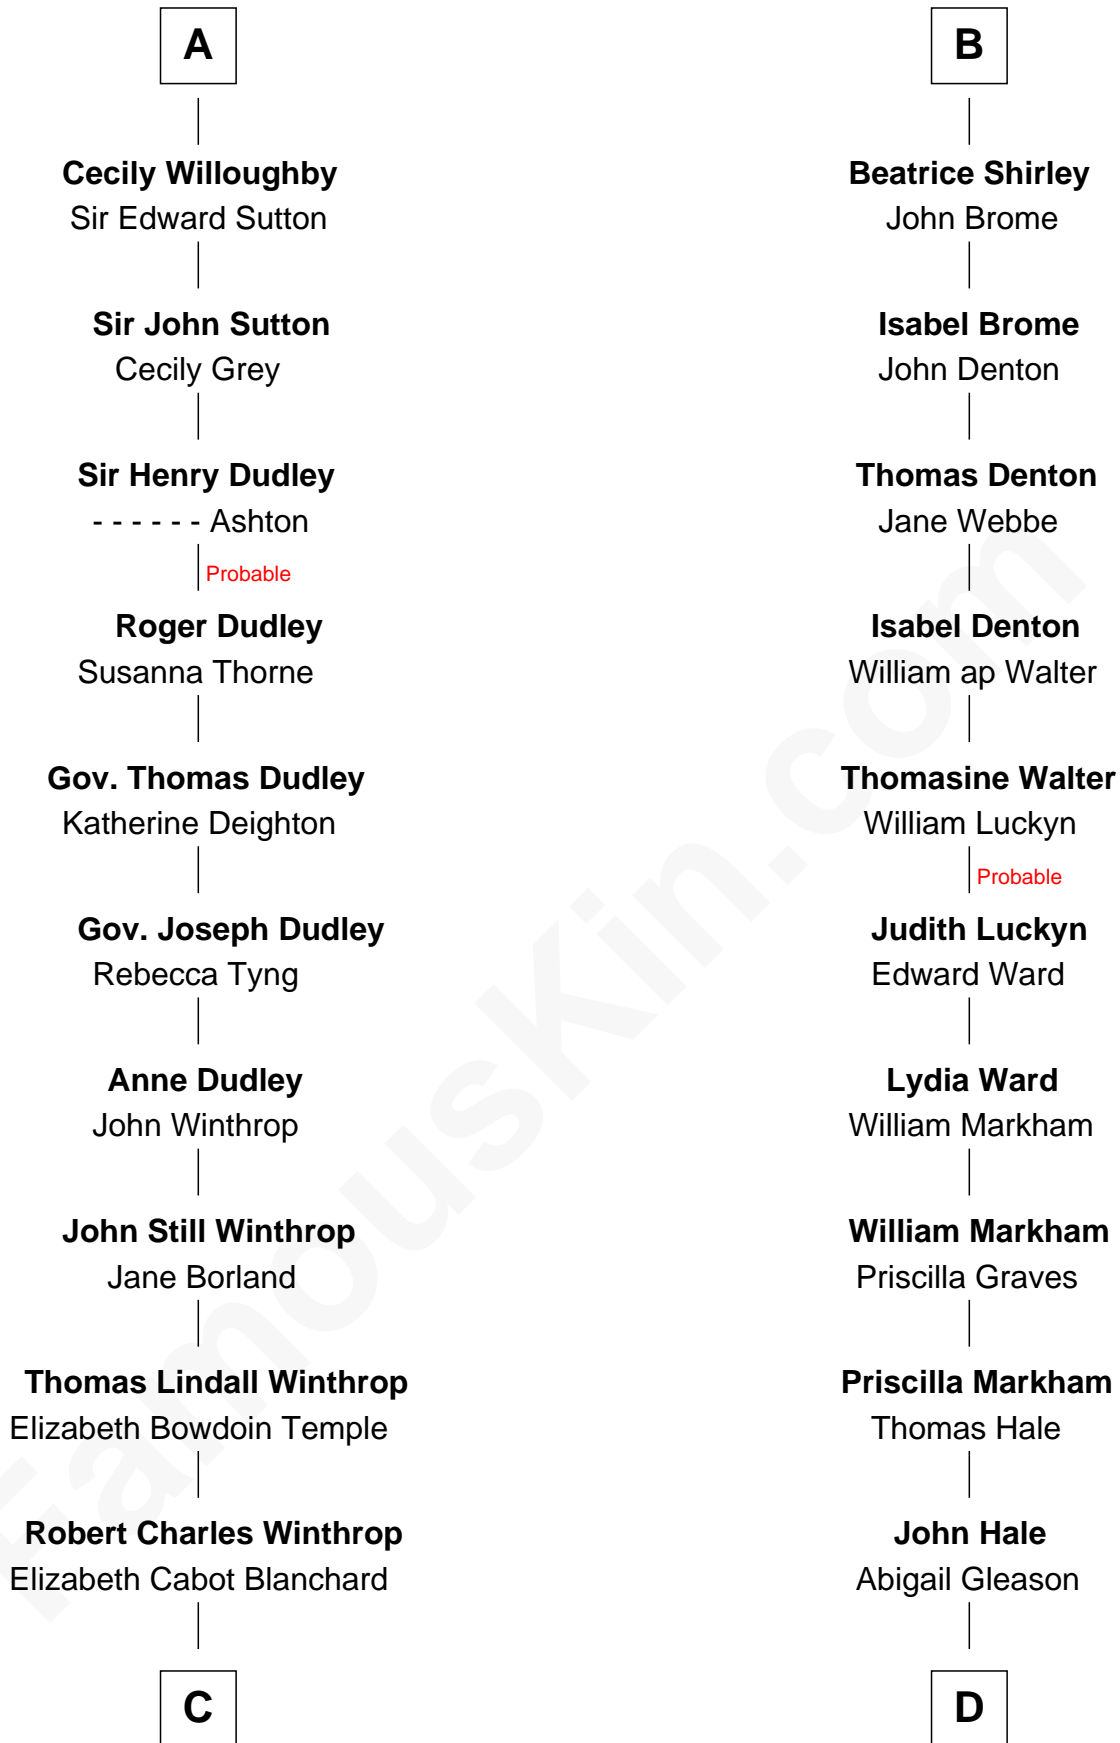 A
Cecily Willoughby
Sir Edward Sutton
Sir John Sutton
Cecily Grey
Sir Henry Dudley
- - - - - - Ashton
Probable
Roger Dudley
Susanna Thorne
Gov. Thomas Dudley
Katherine Deighton
Gov. Joseph Dudley
Rebecca Tyng
Anne Dudley
John Winthrop
John Still Winthrop
Jane Borland
Thomas Lindall Winthrop
Elizabeth Bowdoin Temple
Robert Charles Winthrop
Elizabeth Cabot Blanchard
C
B
Beatrice Shirley
John Brome
Isabel Brome
John Denton
Thomas Denton
Jane Webbe
Isabel Denton
William ap Walter
Thomasine Walter
William Luckyn
Probable
Judith Luckyn
Edward Ward
Lydia Ward
William Markham
William Markham
Priscilla Graves
Priscilla Markham
Thomas Hale
John Hale
Abigail Gleason
D
FamousKin.com